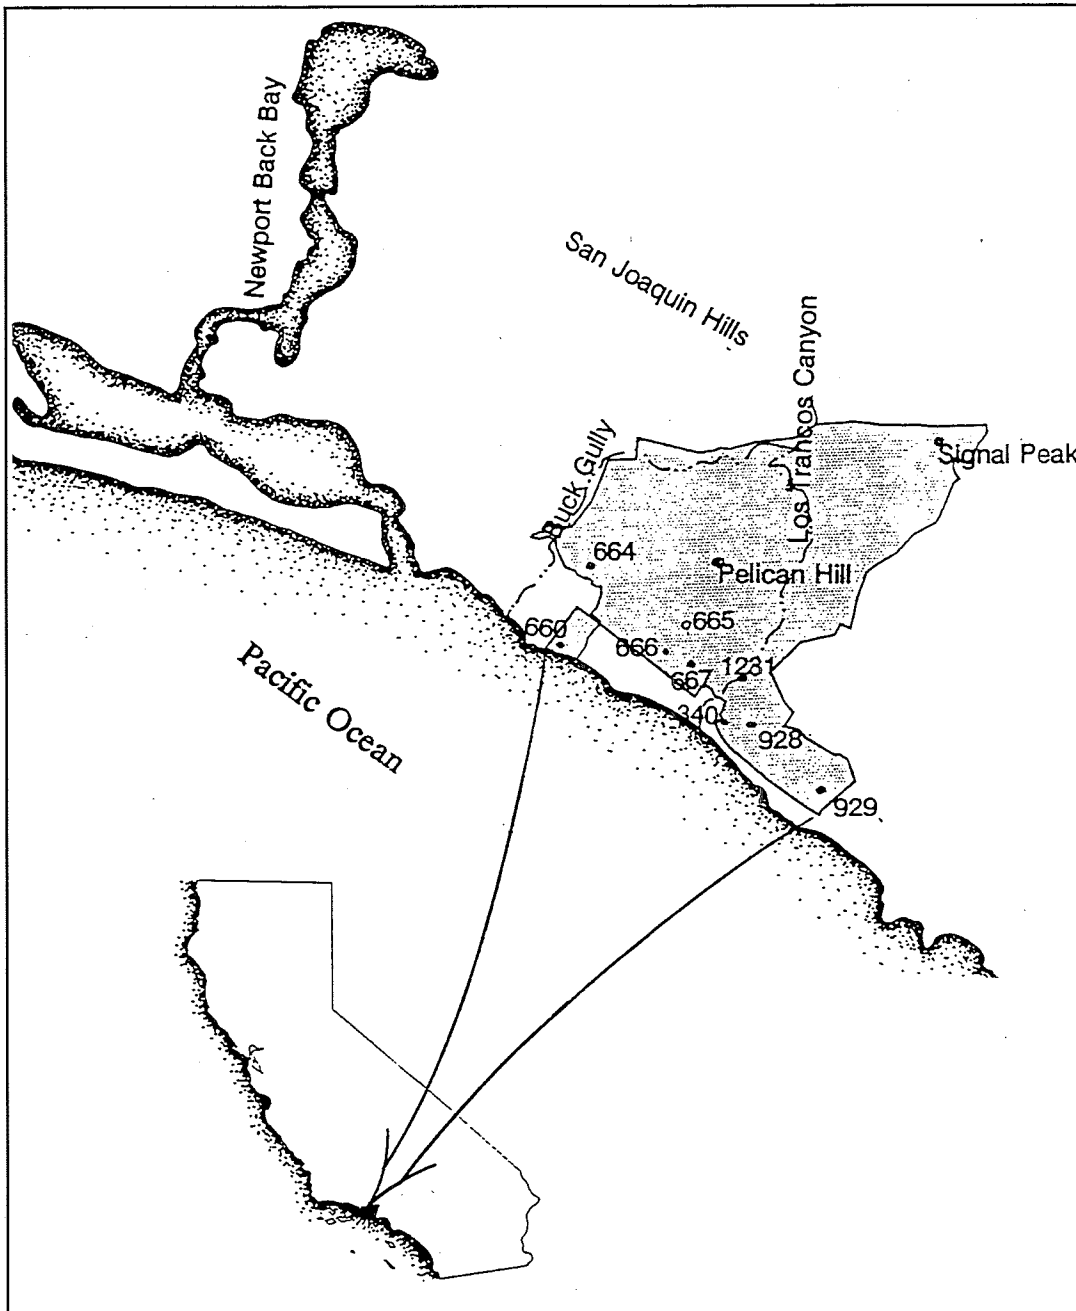 Newport Back Bay
San Joaquin Hills
Los Trancos Canyon
Buck Gully
Signal Peak
664
Pelican Hill
665
660
666
1231
667
340
928
929
Pacific Ocean